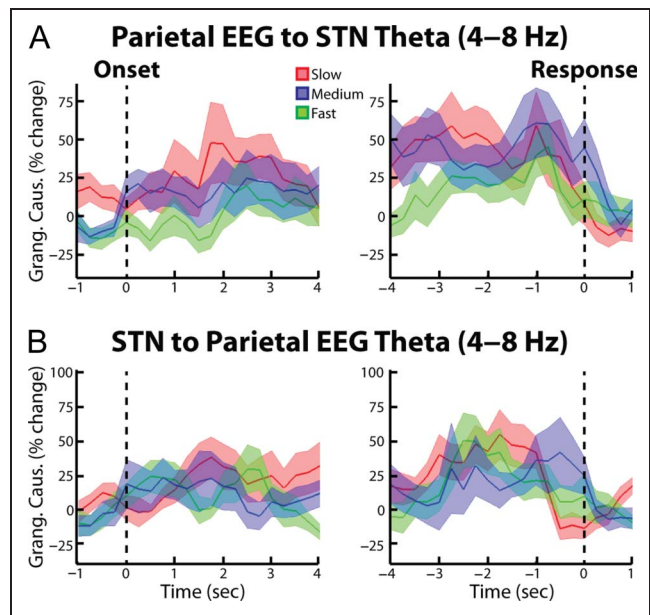 A Parietal EEG to STN Theta (4–8 Hz)
Onset Response
Slow
Medium
Fast
Grang. Caus. (% change)
75
50
25
0
−25
−1 0 1 2 3 4
75
50
25
0
−25
−4 −3 −2 −1 0 1
B STN to Parietal EEG Theta (4–8 Hz)
Grang. Caus. (% change)
100
75
50
25
0
−25
−1 0 1 2 3 4
Time (sec)
100
75
50
25
0
−25
−4 −3 −2 −1 0 1
Time (sec)